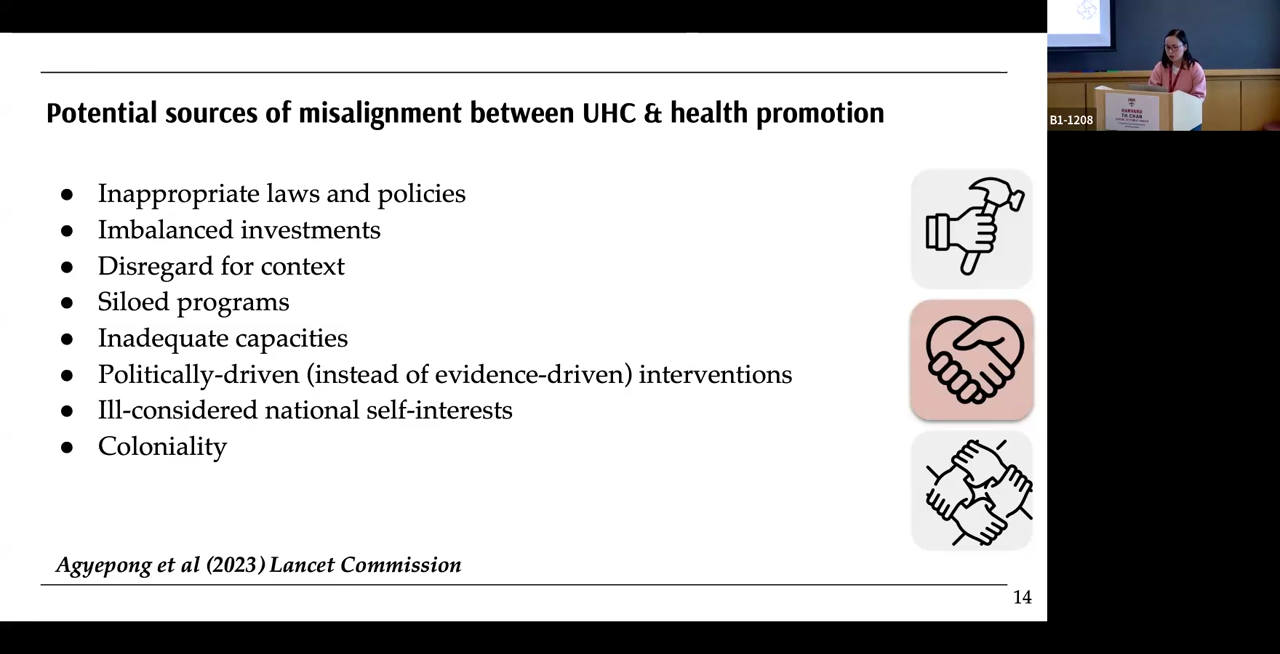 Potential sources of misalignment between UHC & health promotion
● Inappropriate laws and policies
● Imbalanced investments
● Disregard for context
● Siloed programs
● Inadequate capacities
● Politically-driven (instead of evidence-driven) interventions
● Ill-considered national self-interests
● Coloniality
Agyepong et al (2023) Lancet Commission
14
B1-1208
HARVARD
T.H. CHAN